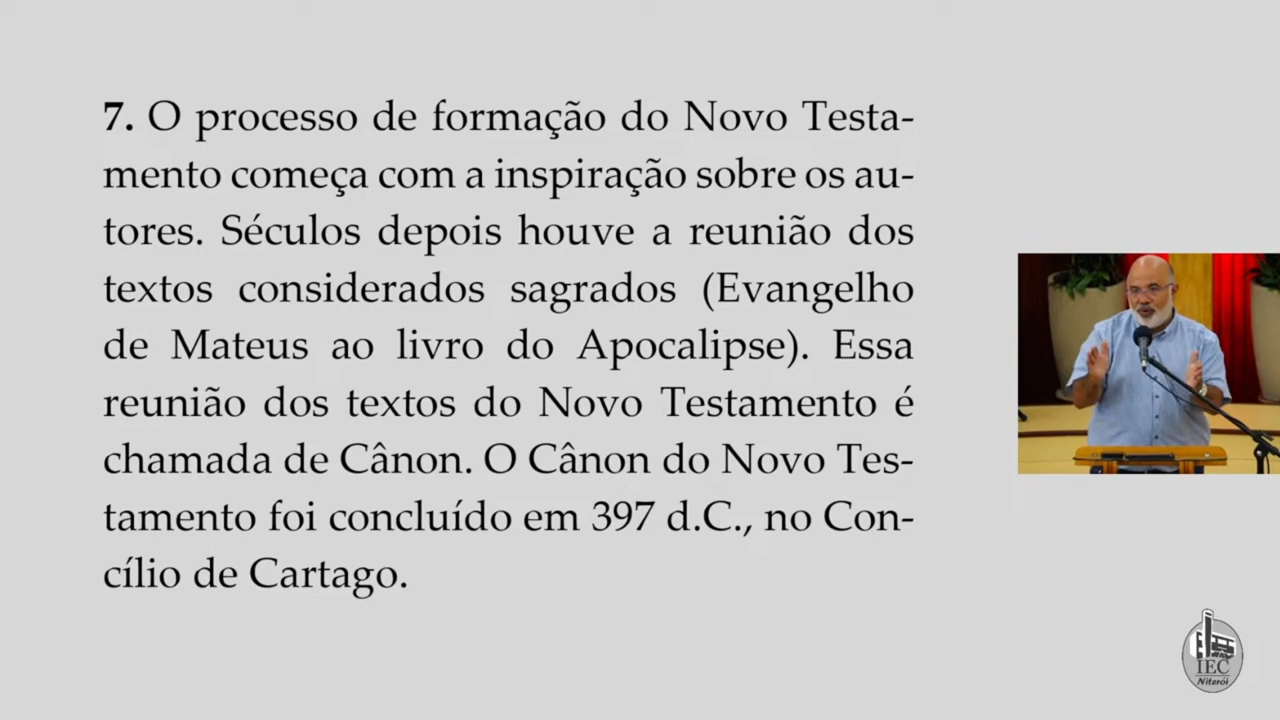 7. O processo de formação do Novo Testa-
mento começa com a inspiração sobre os au-
tores. Séculos depois houve a reunião dos
textos considerados sagrados (Evangelho
de Mateus ao livro do Apocalipse). Essa
reunião dos textos do Novo Testamento é
chamada de Cânon. O Cânon do Novo Tes-
tamento foi concluído em 397 d.C., no Con-
cílio de Cartago.
IEC
Niterói